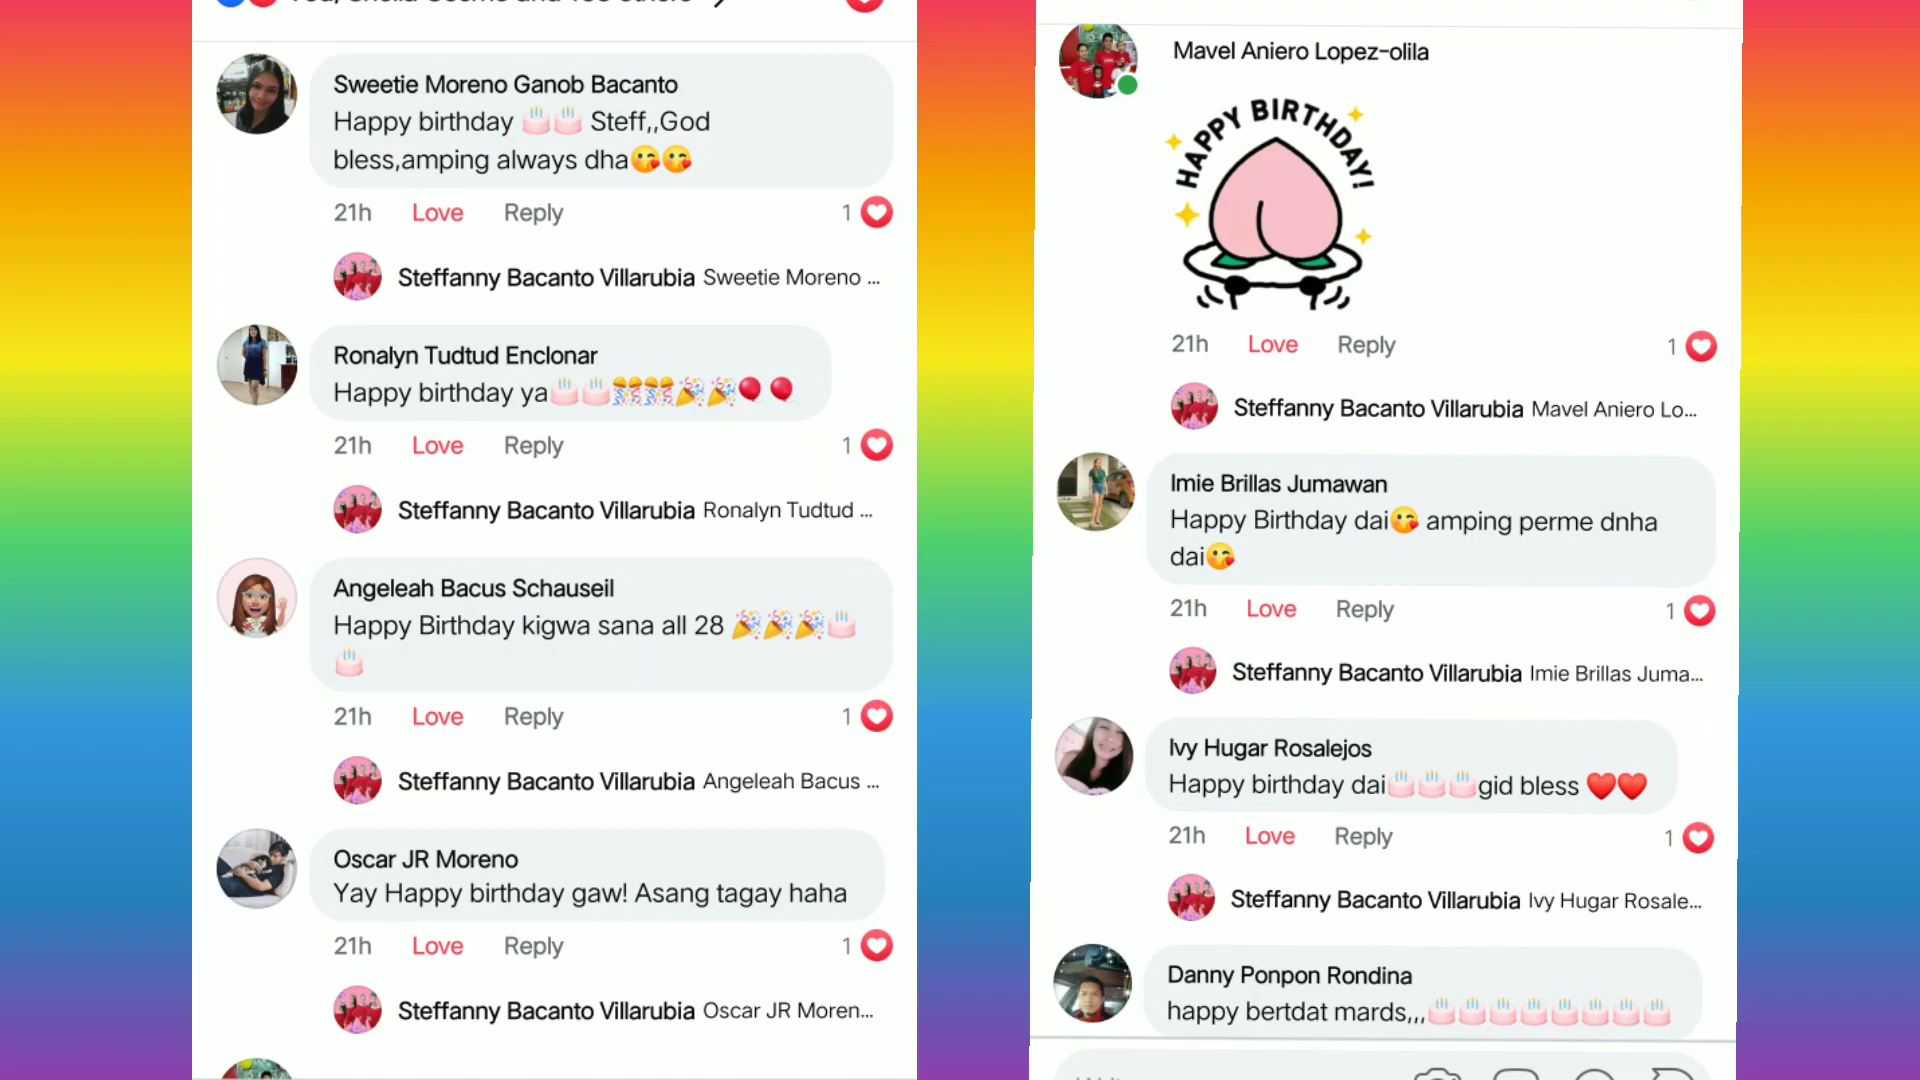 Sweetie Moreno Ganob Bacanto
Happy birthday 🎂🎂 Steff,,God
bless,amping always dha😘😘
21h Love Reply 1
Steffanny Bacanto Villarubia Sweetie Moreno ...
Ronalyn Tudtud Enclonar
Happy birthday ya🎂🎂🎊🎊🎉🎉🎈🎈
21h Love Reply 1
Steffanny Bacanto Villarubia Ronalyn Tudtud ...
Angeleah Bacus Schauseil
Happy Birthday kigwa sana all 28 🎉🎉🎉🎂
🎂
21h Love Reply 1
Steffanny Bacanto Villarubia Angeleah Bacus ...
Oscar JR Moreno
Yay Happy birthday gaw! Asang tagay haha
21h Love Reply 1
Steffanny Bacanto Villarubia Oscar JR Moren...
Mavel Aniero Lopez-olila
HAPPY BIRTHDAY!
21h Love Reply 1
Steffanny Bacanto Villarubia Mavel Aniero Lo...
Imie Brillas Jumawan
Happy Birthday dai😘 amping perme dnha
dai😘
21h Love Reply 1
Steffanny Bacanto Villarubia Imie Brillas Juma...
Ivy Hugar Rosalejos
Happy birthday dai🎂🎂🎂gid bless ❤️❤️
21h Love Reply 1
Steffanny Bacanto Villarubia Ivy Hugar Rosale...
Danny Ponpon Rondina
happy bertdat mards,,,🎂🎂🎂🎂🎂🎂🎂🎂